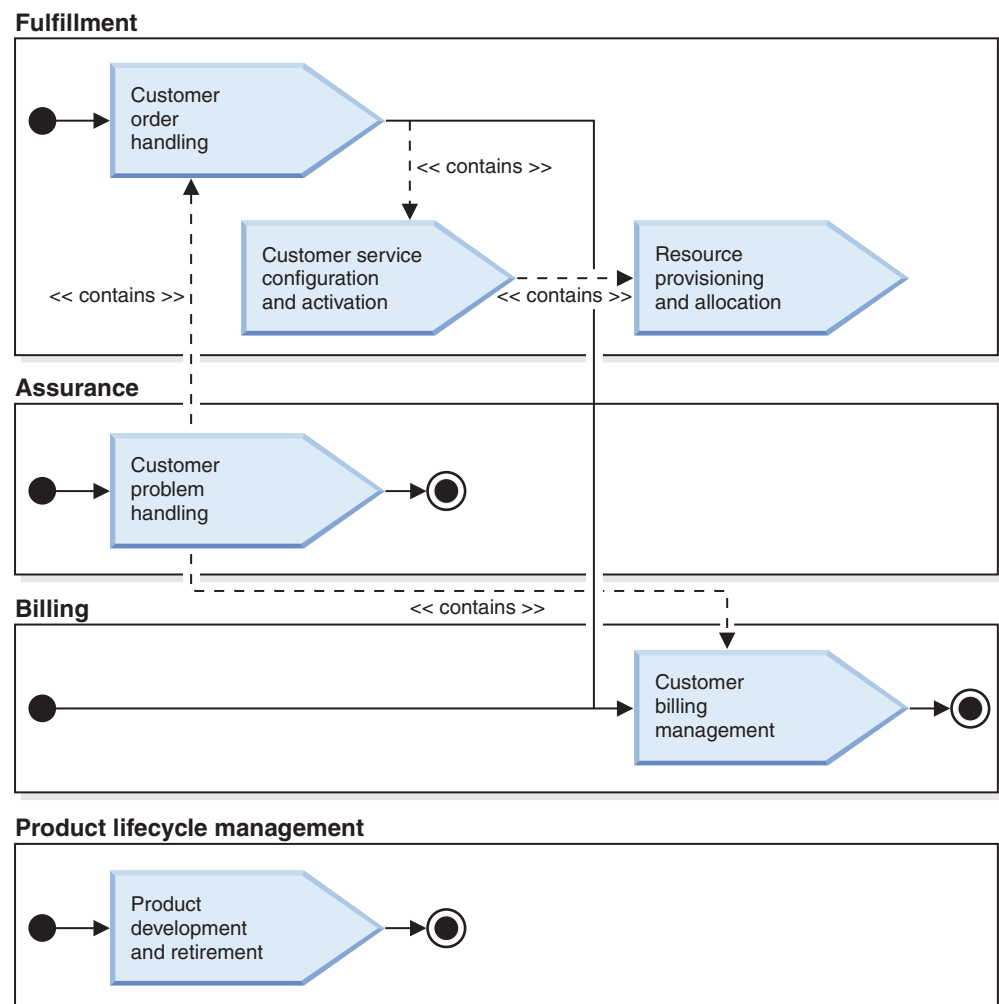 Fulfillment
Customer
order
handling
<< contains >>
Customer service
configuration
and activation
Resource
provisioning
and allocation
<< contains >>
<< contains >>
Assurance
Customer
problem
handling
<< contains >>
Billing
Customer
billing
management
Product lifecycle management
Product
development
and retirement